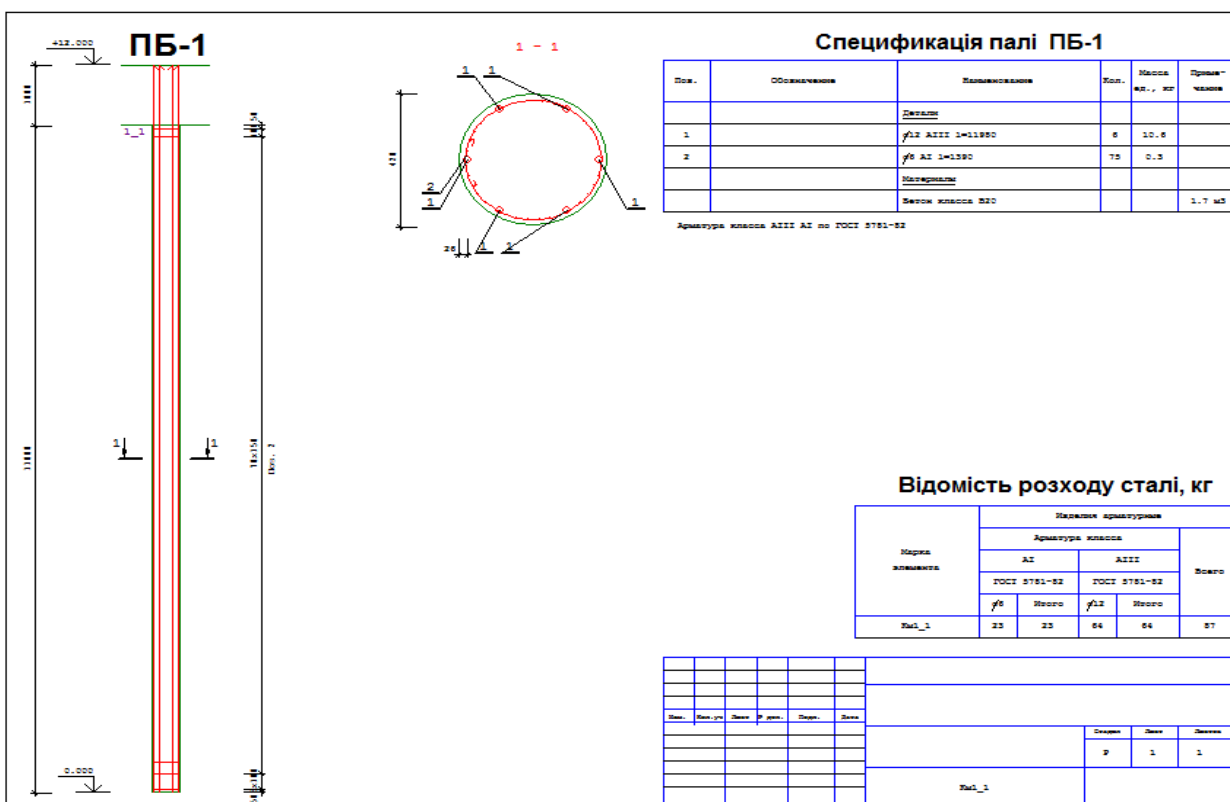 ПБ-1
+12.000
1_1
1
1
Поз. 2
0.000
1 - 1
1
1
2
1
1
1
1
Спецификація палі ПБ-1
Поз. Обозначение Наименование Кол. Масса ед., кг Приме-чание
Детали
1 ⌀12 AIII l=11950 6 10.6
2 ⌀6 AI l=1390 75 0.3
Материалы
Бетон класса B20 1.7 м3
Арматура класса AIII AI по ГОСТ 5781-82
Відомість розходу сталі, кг
Марка элемента
Изделия арматурные
Арматура класса
Всего
AI AIII
ГОСТ 5781-82 ГОСТ 5781-82
⌀6 Итого ⌀12 Итого
Км1_1 23 23 64 64 87
Изм. Кол.уч Лист № док. Подп. Дата
Стадия Лист Листов
Р 1 1
Км1_1